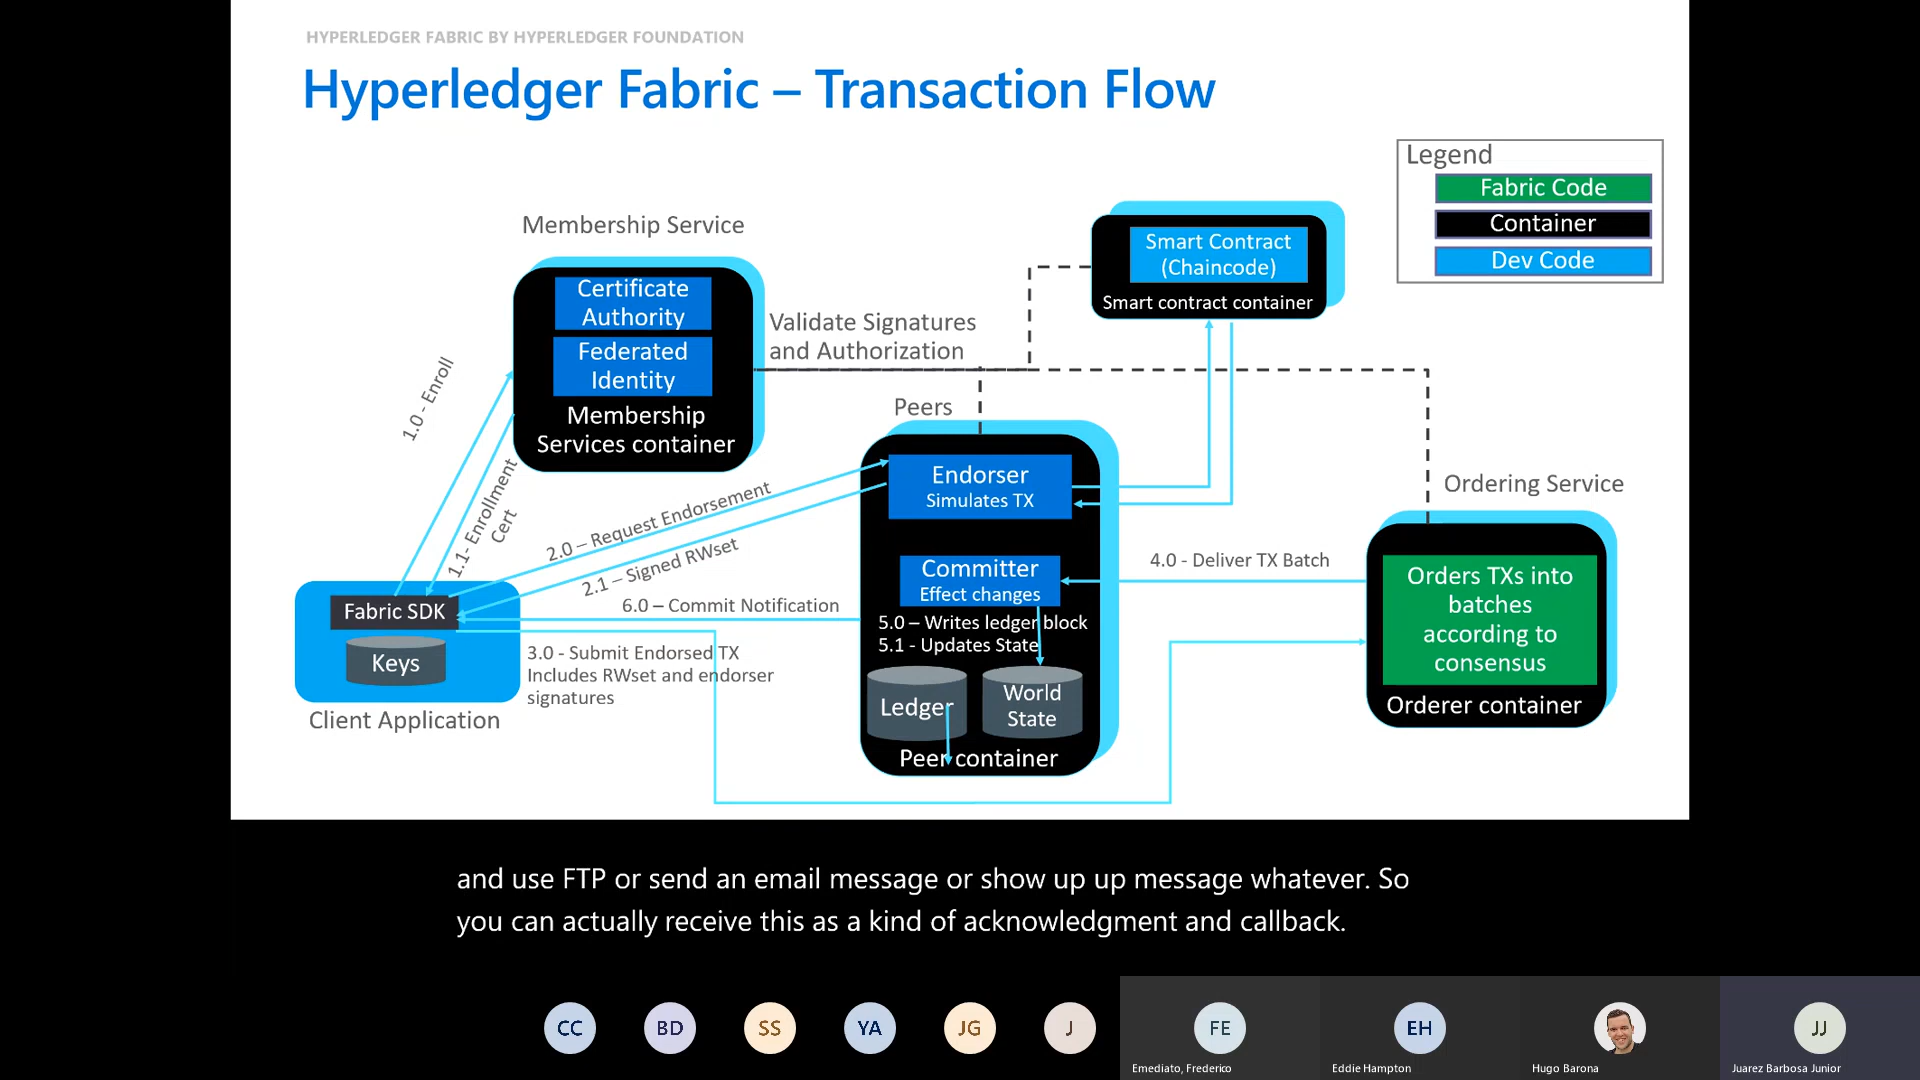 HYPERLEDGER FABRIC BY HYPERLEDGER FOUNDATION
Hyperledger Fabric – Transaction Flow
Legend
Fabric Code
Container
Dev Code
Membership Service
Certificate
Authority
Federated
Identity
Membership
Services container
Validate Signatures
and Authorization
Smart Contract
(Chaincode)
Smart contract container
1.0 - Enroll
1.1- Enrollment
Cert
2.0 – Request Endorsement
2.1 – Signed RWset
6.0 – Commit Notification
Peers
Endorser
Simulates TX
Committer
Effect changes
5.0 – Writes ledger block
5.1 - Updates State
Ledger
World
State
Peer container
4.0 - Deliver TX Batch
Ordering Service
Orders TXs into
batches
according to
consensus
Orderer container
Fabric SDK
Keys
Client Application
3.0 - Submit Endorsed TX
Includes RWset and endorser
signatures
and use FTP or send an email message or show up up message whatever. So
you can actually receive this as a kind of acknowledgment and callback.
CC
BD
SS
YA
JG
J
FE
EH
JJ
Emediato, Frederico
Eddie Hampton
Hugo Barona
Juarez Barbosa Junior